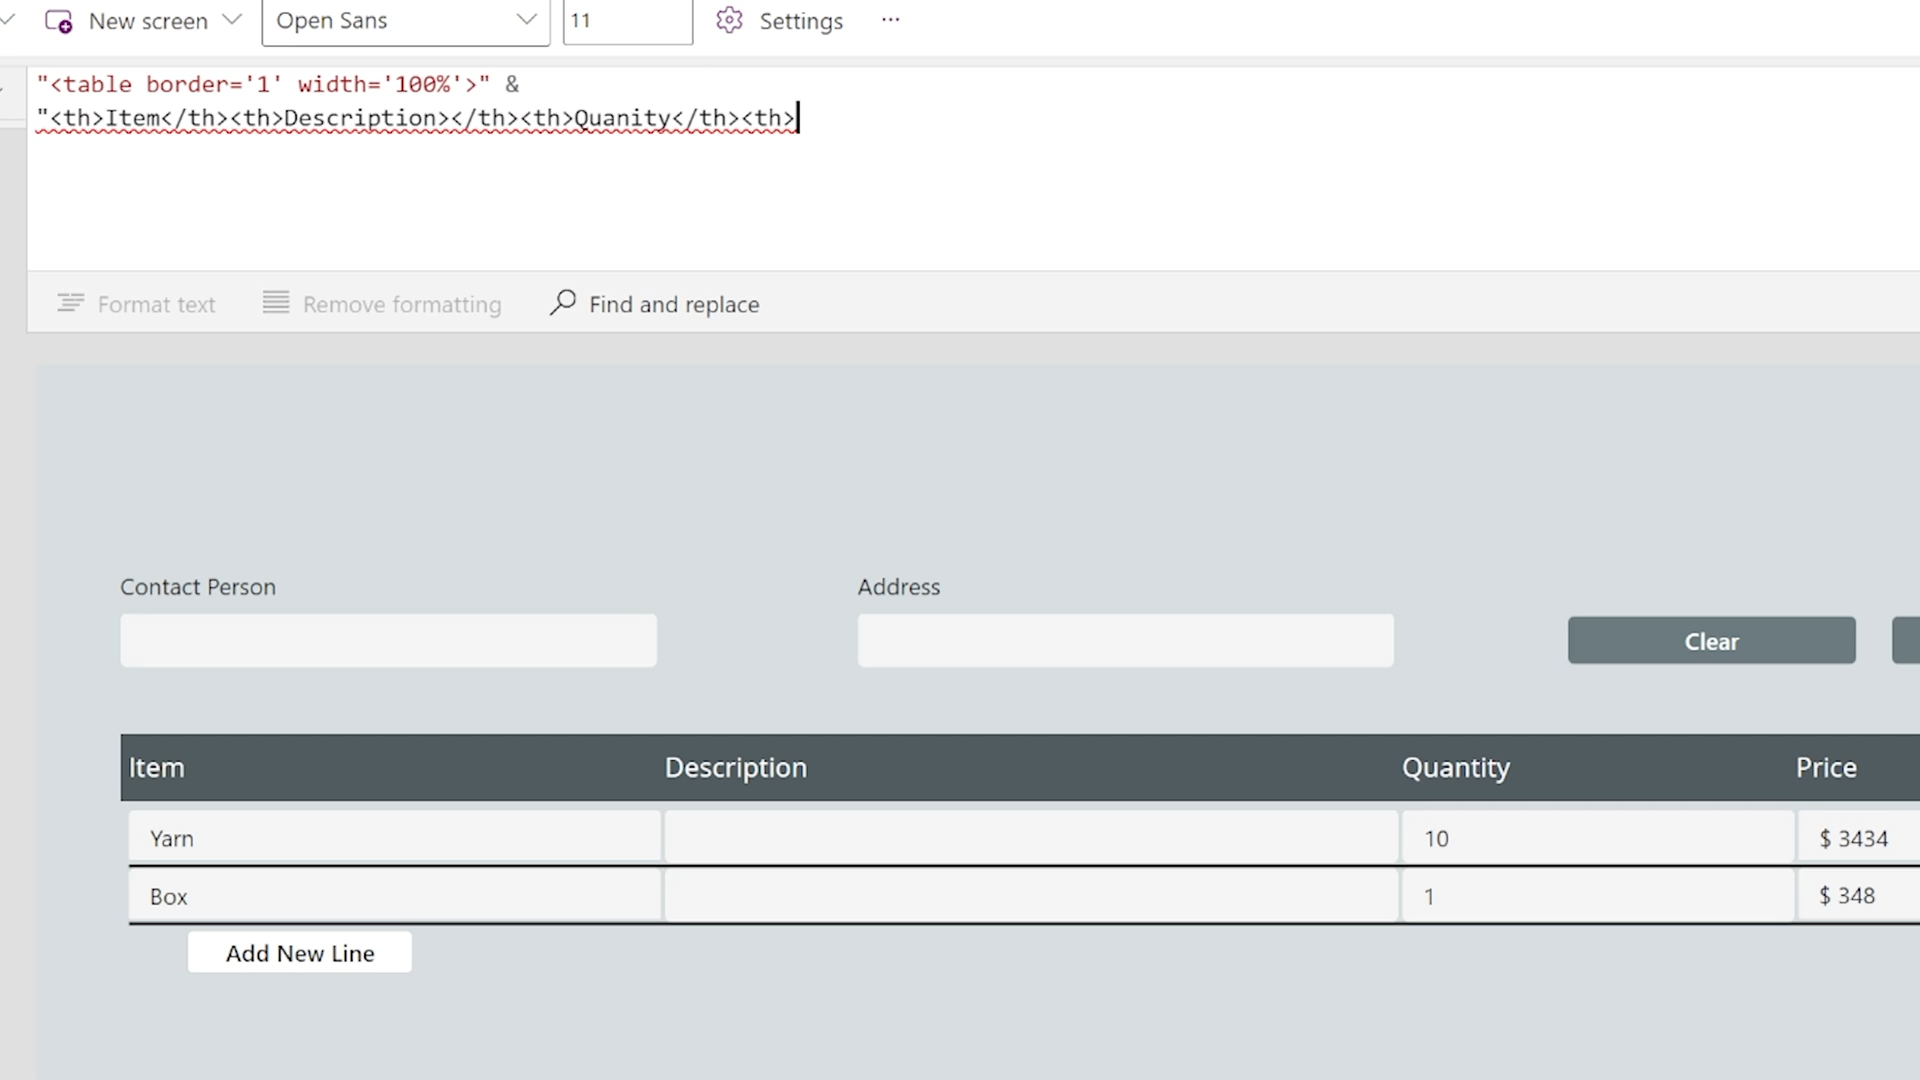 New screen Open Sans 11 Settings ...
"<table border='1' width='100%'>" &
"<th>Item</th><th>Description></th><th>Quanity</th><th>
Format text Remove formatting Find and replace
Contact Person Address
Clear
Item Description Quantity Price
Yarn 10 $ 3434
Box 1 $ 348
Add New Line